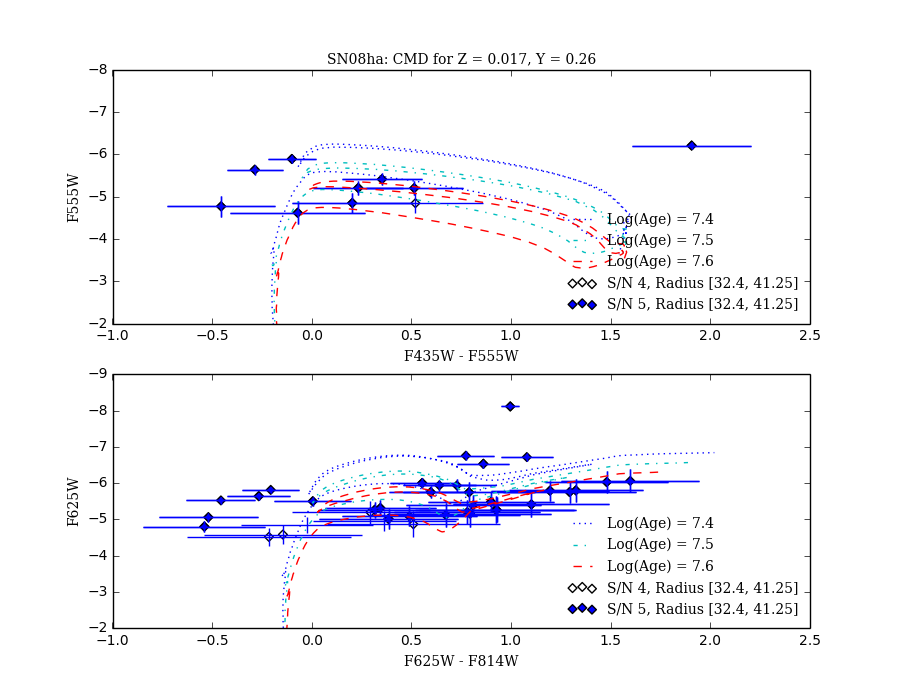 SN08ha: CMD for Z = 0.017, Y = 0.26
−8
−7
−6
−5
−4
−3
−2
F555W
−1.0 −0.5 0.0 0.5 1.0 1.5 2.0 2.5
F435W - F555W
Log(Age) = 7.4
Log(Age) = 7.5
Log(Age) = 7.6
S/N 4, Radius [32.4, 41.25]
S/N 5, Radius [32.4, 41.25]
−9
−8
−7
−6
−5
−4
−3
−2
F625W
−1.0 −0.5 0.0 0.5 1.0 1.5 2.0 2.5
F625W - F814W
Log(Age) = 7.4
Log(Age) = 7.5
Log(Age) = 7.6
S/N 4, Radius [32.4, 41.25]
S/N 5, Radius [32.4, 41.25]